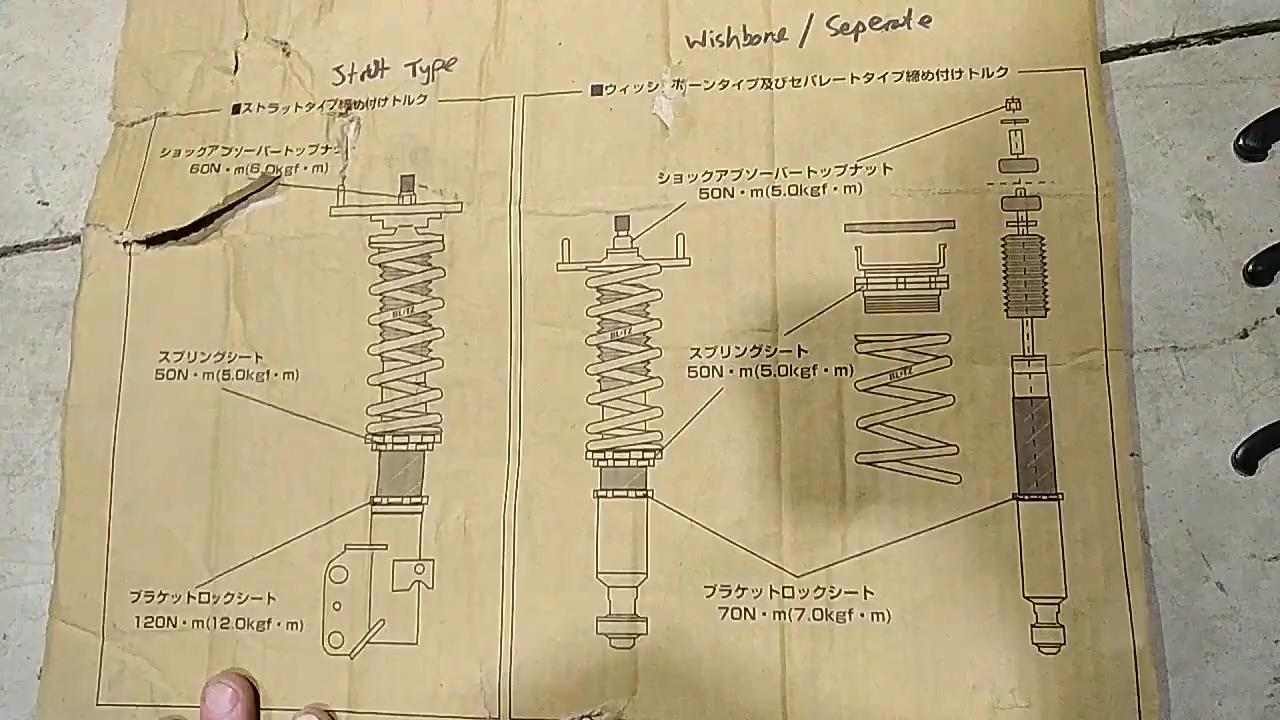 Strut Type
Wishbone / Seperate
■ストラットタイプ締め付けトルク
ショックアブソーバートップナッ
60N・m(6.0kgf・m)
BLITZ
スプリングシート
50N・m(5.0kgf・m)
ブラケットロックシート
120N・m(12.0kgf・m)
■ウィッシュボーンタイプ及びセパレートタイプ締め付けトルク
ショックアブソーバートップナット
50N・m(5.0kgf・m)
BLITZ
スプリングシート
50N・m(5.0kgf・m)
BLITZ
ブラケットロックシート
70N・m(7.0kgf・m)